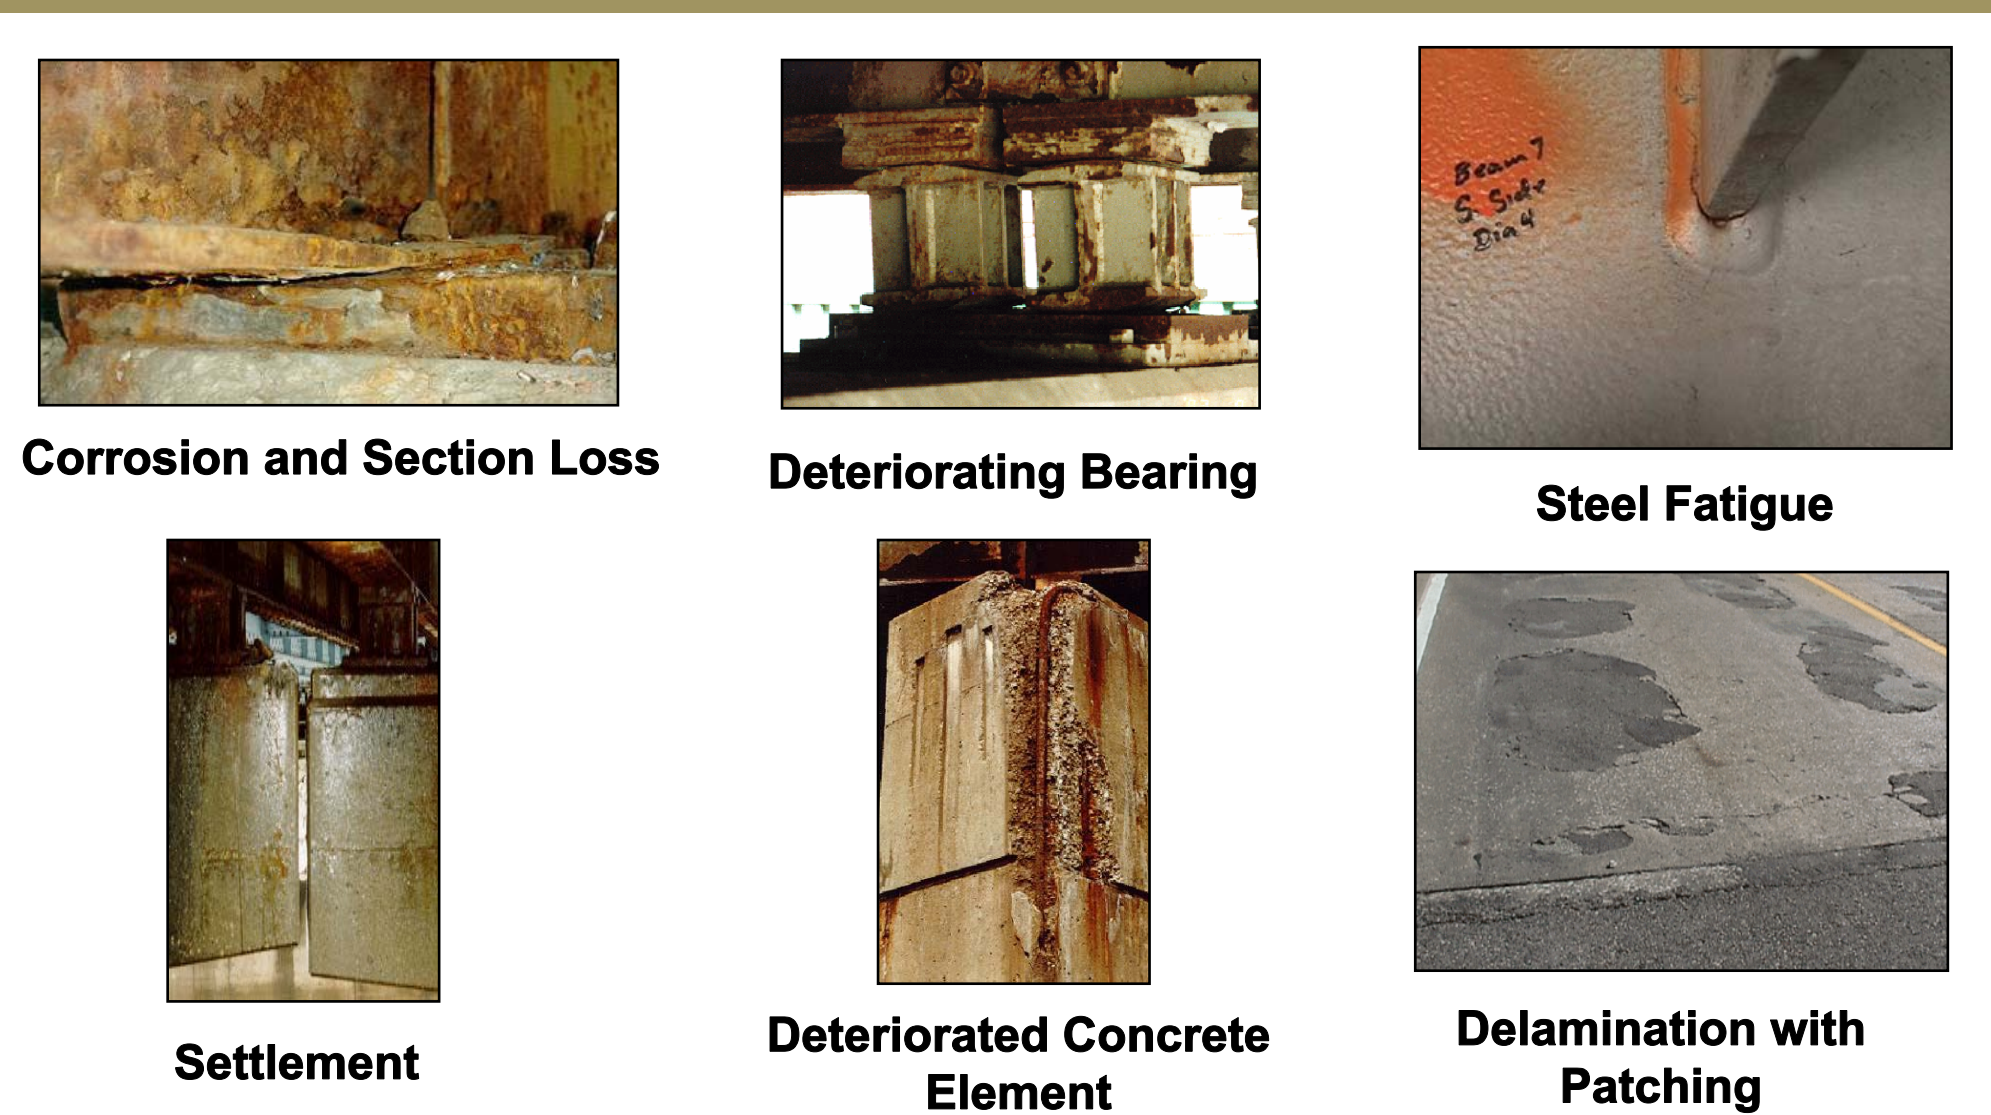 Beam 7
S. Side
Dia 4
Corrosion and Section Loss
Deteriorating Bearing
Steel Fatigue
Settlement
Deteriorated Concrete
Element
Delamination with
Patching